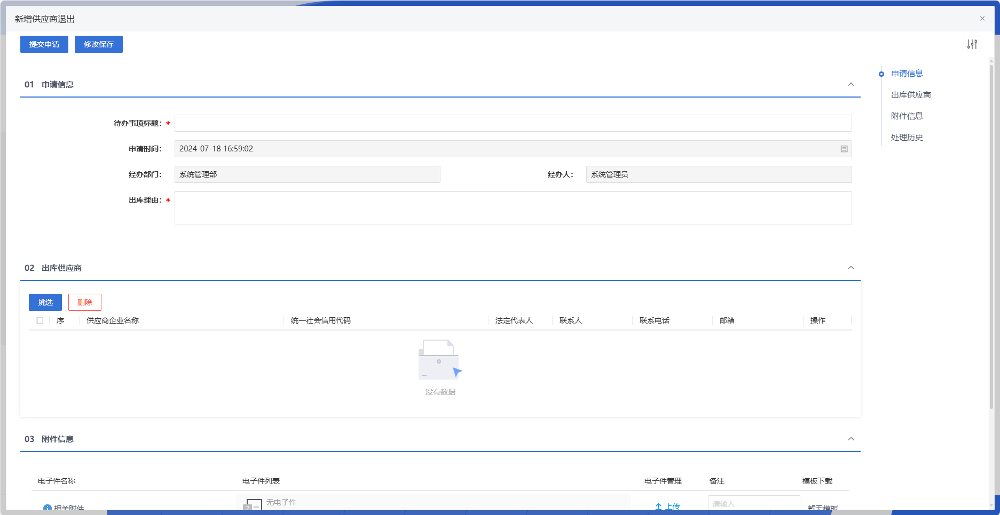 新增供应商退出
提交申请 修改保存
申请信息
出库供应商
附件信息
处理历史
01 申请信息
待办事项标题：*
申请时间： 2024-07-18 16:59:02
经办部门： 系统管理部 经办人： 系统管理员
出库理由：*
02 出库供应商
挑选 删除
序 供应商企业名称 统一社会信用代码 法定代表人 联系人 联系电话 邮箱 操作
没有数据
03 附件信息
电子件名称 电子件列表 电子件管理 备注 模板下载
相关附件 无电子件 上传 请输入 暂无模板